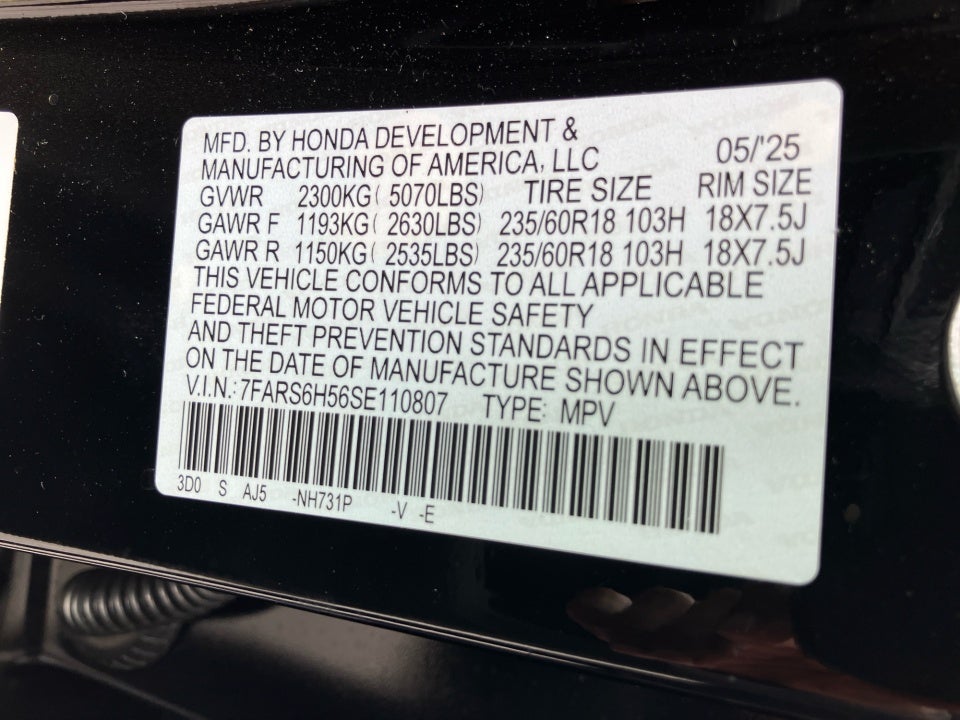 MFD. BY HONDA DEVELOPMENT &
MANUFACTURING OF AMERICA, LLC 05/'25
GVWR 2300KG ( 5070LBS) TIRE SIZE RIM SIZE
GAWR F 1193KG ( 2630LBS) 235/60R18 103H 18X7.5J
GAWR R 1150KG ( 2535LBS) 235/60R18 103H 18X7.5J
THIS VEHICLE CONFORMS TO ALL APPLICABLE
FEDERAL MOTOR VEHICLE SAFETY
AND THEFT PREVENTION STANDARDS IN EFFECT
ON THE DATE OF MANUFACTURE SHOWN ABOVE.
V.I.N.: 7FARS6H56SE110807 TYPE: MPV
3D0 S AJ5 -NH731P -V -E